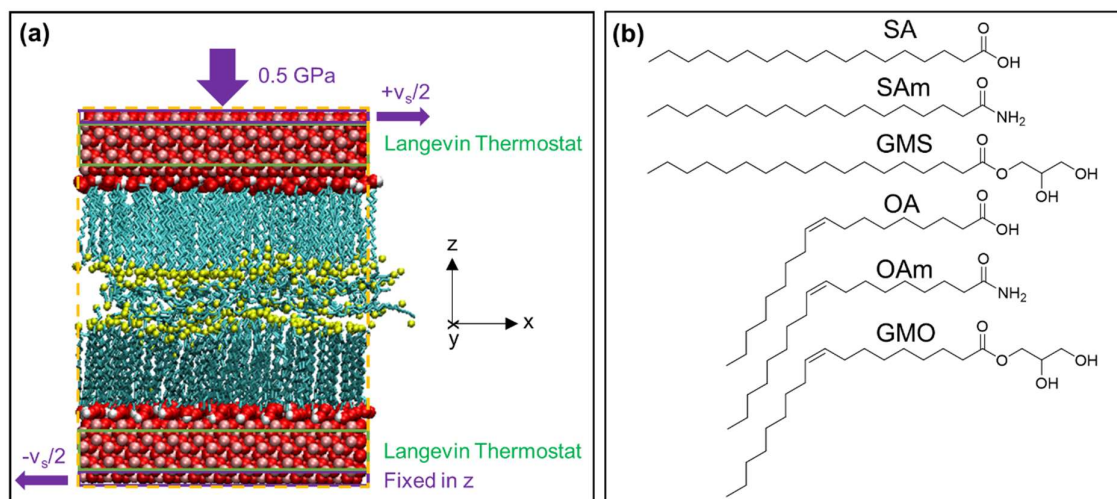 (a)
0.5 GPa
+vₛ/2
Langevin Thermostat
z
y
x
Langevin Thermostat
-vₛ/2
Fixed in z
(b)
SA
O
OH
SAm
O
NH₂
GMS
O
O
OH
OH
OA
O
OH
OAm
O
NH₂
GMO
O
O
OH
OH